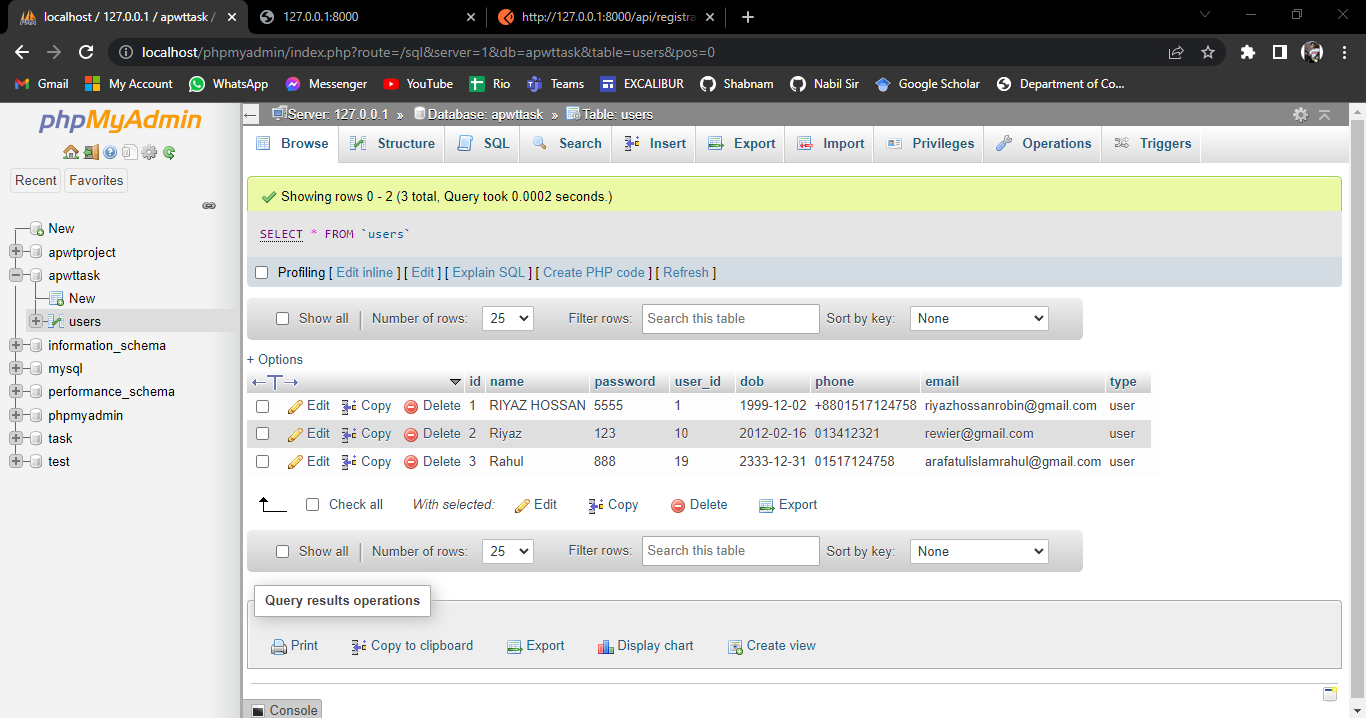 localhost / 127.0.0.1 / apwttask /
127.0.0.1:8000
http://127.0.0.1:8000/api/registra
localhost/phpmyadmin/index.php?route=/sql&server=1&db=apwttask&table=users&pos=0
Gmail My Account WhatsApp Messenger YouTube Rio Teams EXCALIBUR Shabnam Nabil Sir Google Scholar Department of Co...
phpMyAdmin
Recent Favorites
New
apwtproject
apwttask
New
users
information_schema
mysql
performance_schema
phpmyadmin
task
test
Server: 127.0.0.1 » Database: apwttask » Table: users
Browse Structure SQL Search Insert Export Import Privileges Operations Triggers
Showing rows 0 - 2 (3 total, Query took 0.0002 seconds.)
SELECT * FROM `users`
Profiling [ Edit inline ] [ Edit ] [ Explain SQL ] [ Create PHP code ] [ Refresh ]
Show all Number of rows: 25 Filter rows: Search this table Sort by key: None
+ Options
id name password user_id dob phone email type
Edit Copy Delete 1 RIYAZ HOSSAN 5555 1 1999-12-02 +8801517124758 riyazhossanrobin@gmail.com user
Edit Copy Delete 2 Riyaz 123 10 2012-02-16 013412321 rewier@gmail.com user
Edit Copy Delete 3 Rahul 888 19 2333-12-31 01517124758 arafatulislamrahul@gmail.com user
Check all With selected: Edit Copy Delete Export
Show all Number of rows: 25 Filter rows: Search this table Sort by key: None
Query results operations
Print Copy to clipboard Export Display chart Create view
Console